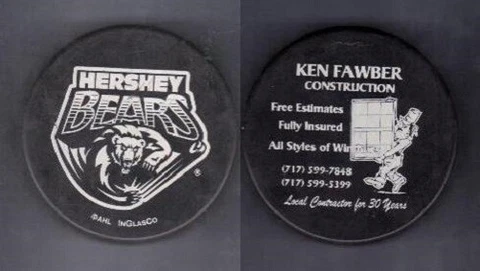 HERSHEY
BEARS
®
©AHL InGlasCo
KEN FAWBER
CONSTRUCTION
Free Estimates
Fully Insured
All Styles of
(717) 599-7848
(717) 599-5399
Local Contractor for 30 Years